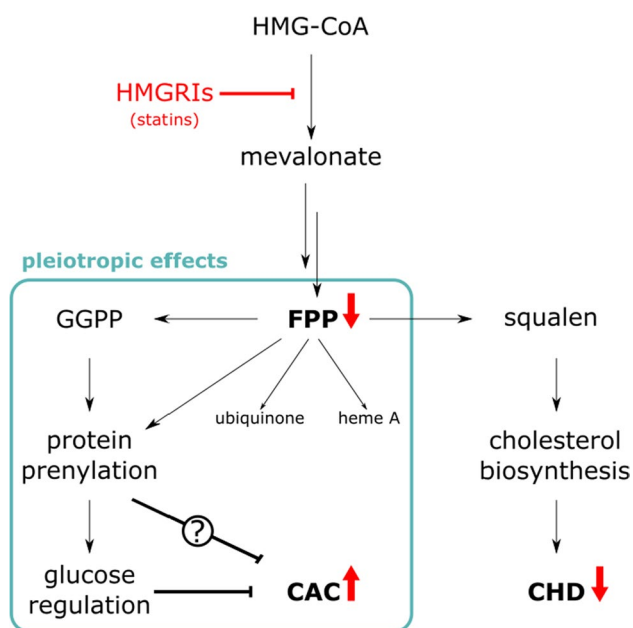 HMG-CoA
HMGRIs
(statins)
mevalonate
pleiotropic effects
GGPP
FPP
squalen
ubiquinone
heme A
protein
prenylation
cholesterol
biosynthesis
?
glucose
regulation
CAC
CHD